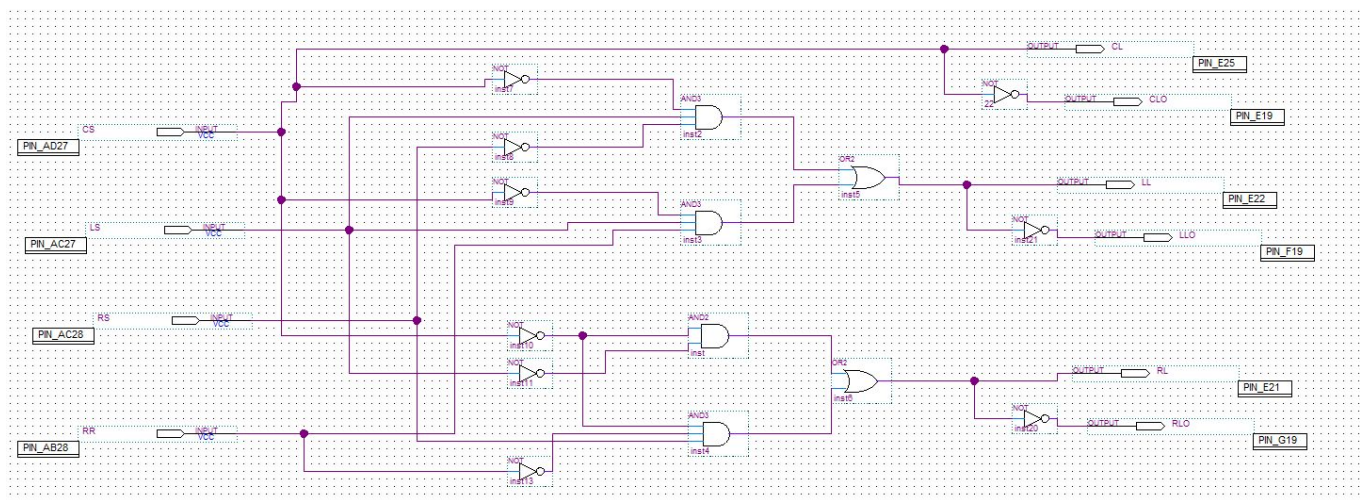 OUTPUT CL
PIN_E25
NOT
inst7
NOT
22
OUTPUT CLO
PIN_E19
AND3
inst2
CS INPUT
VCC
PIN_AD27
NOT
inst8
OR2
inst5
NOT
inst9
OUTPUT LL
PIN_E22
AND3
inst3
LS INPUT
VCC
PIN_AC27
NOT
inst21
OUTPUT LLO
PIN_F19
RS INPUT
VCC
PIN_AC28
NOT
inst10
AND2
inst
NOT
inst11
OR2
inst6
OUTPUT RL
PIN_E21
AND3
inst4
NOT
inst20
OUTPUT RLO
PIN_G19
RR INPUT
VCC
PIN_AB28
NOT
inst13